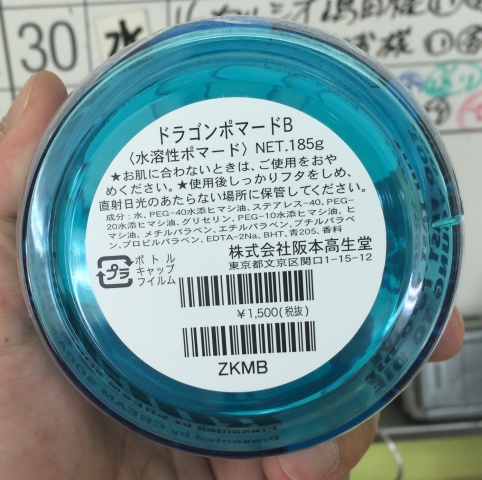 30
水
ドラゴンポマードB
〈水溶性ポマード〉NET.185g
★お肌に合わないときは、ご使用をおや
めください。★使用後しっかりフタをしめ、
直射日光のあたらない場所に保管してください。
成分：水、PEG-40水添ヒマシ油、ステアレス-40、PEG-
20水添ヒマシ油、グリセリン、PEG-10水添ヒマシ油、ヒ
マシ油、メチルパラベン、エチルパラベン、ブチルパラベ
ン、プロピルパラベン、EDTA-2Na、BHT、青205、香料
プラ
ボトル
キャップ
フイルム
株式会社阪本高生堂
東京都文京区関口1-15-12
¥1,500(税抜)
ZKMB